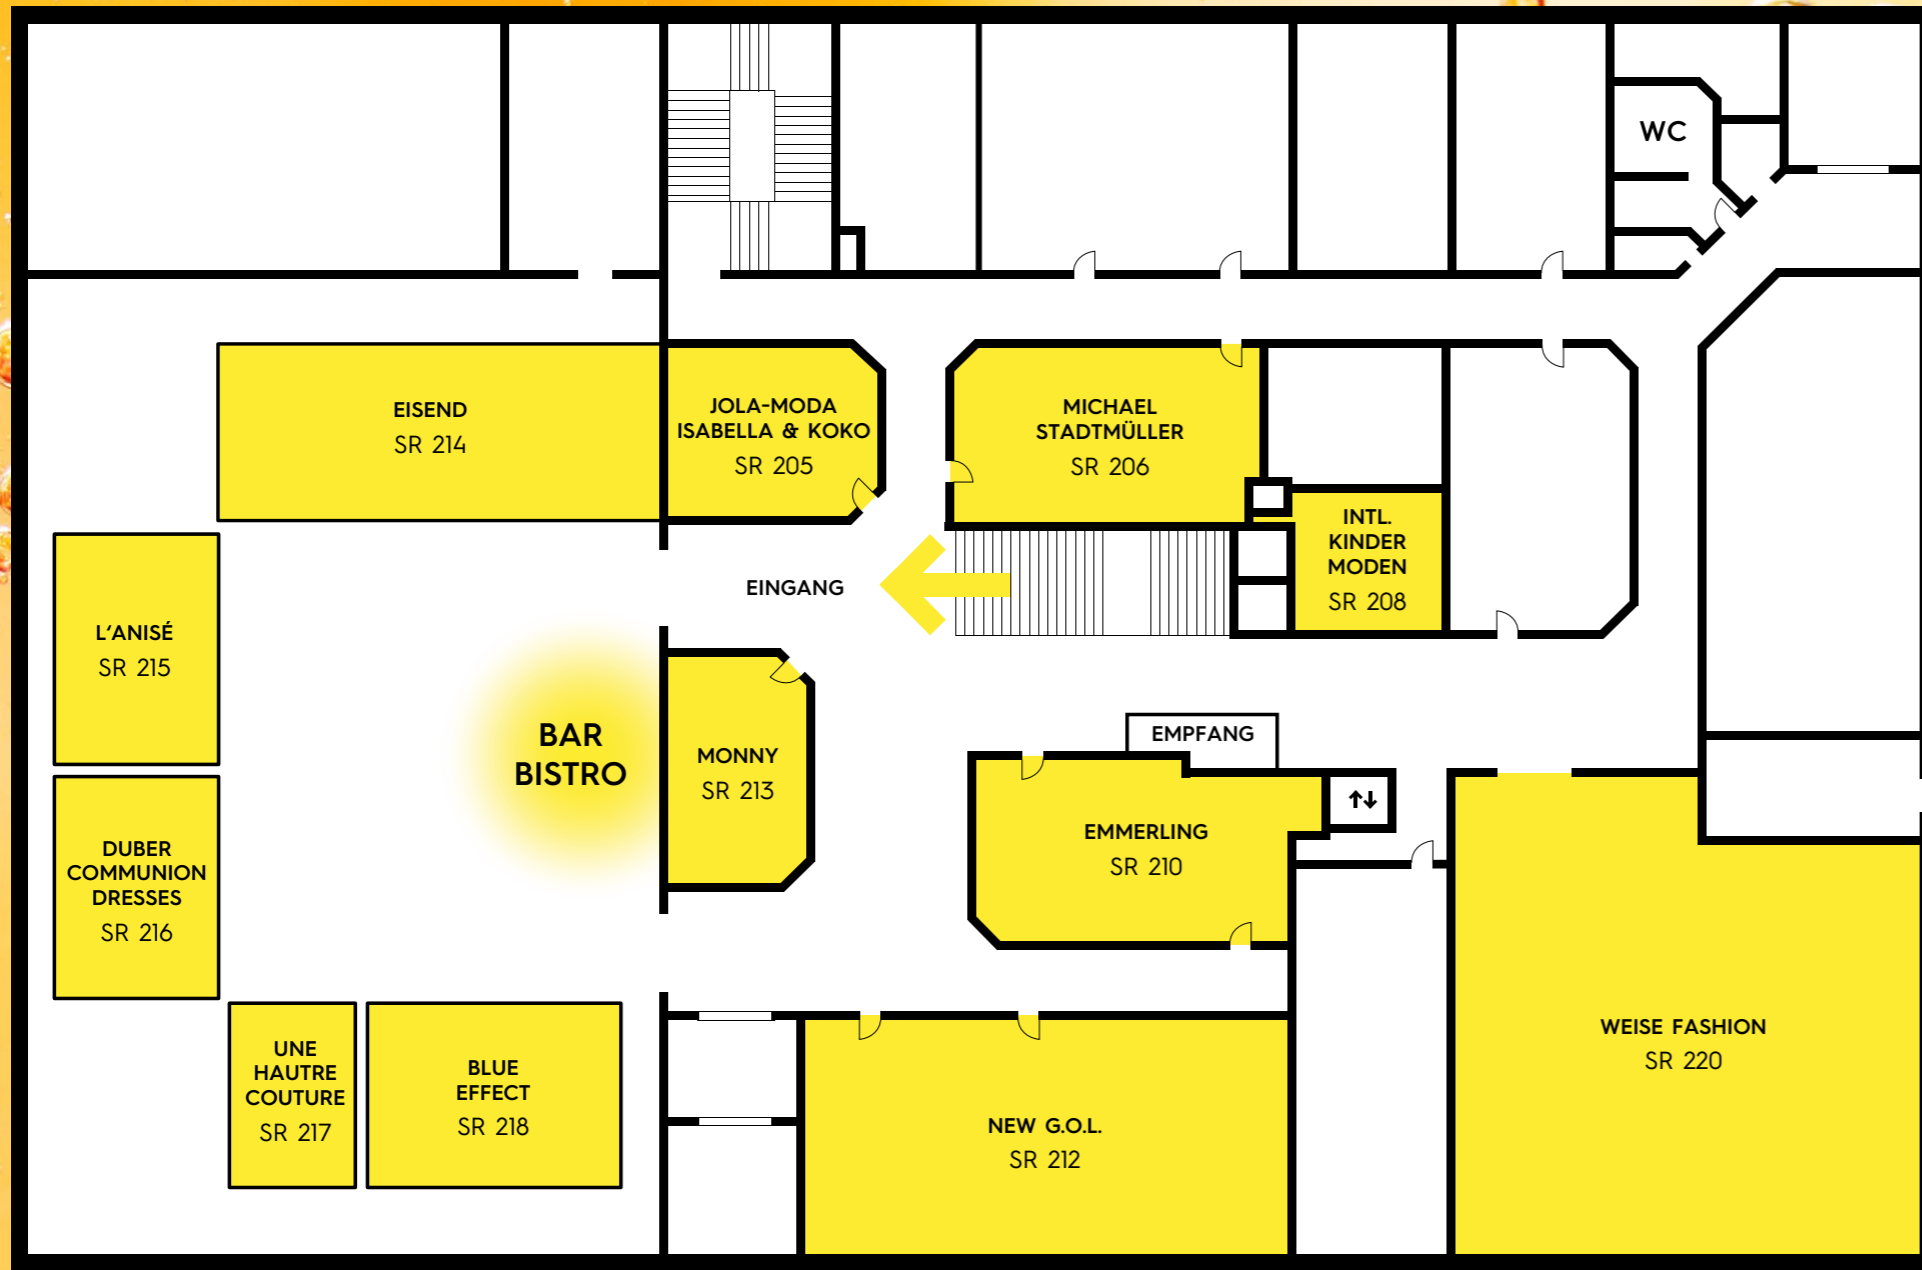 WC
EISEND
SR 214
JOLA-MODA
ISABELLA & KOKO
SR 205
MICHAEL
STADTMÜLLER
SR 206
INTL.
KINDER
MODEN
SR 208
EINGANG
L'ANISÉ
SR 215
BAR
BISTRO
MONNY
SR 213
EMPFANG
EMMERLING
SR 210
DUBER
COMMUNION
DRESSES
SR 216
UNE
HAUTRE
COUTURE
SR 217
BLUE
EFFECT
SR 218
NEW G.O.L.
SR 212
WEISE FASHION
SR 220